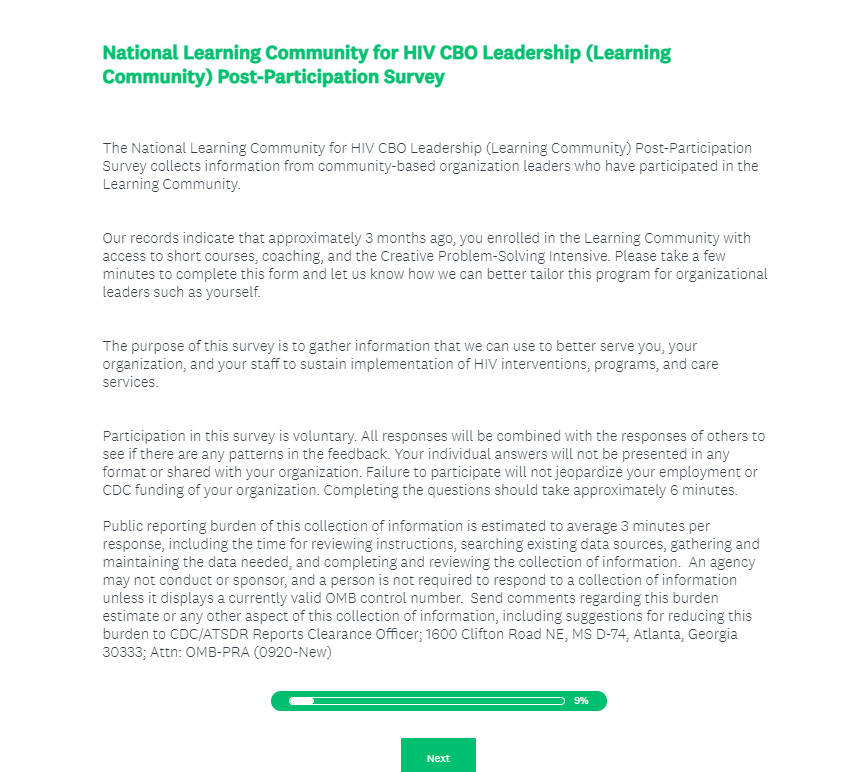 National Learning Community for HIV CBO Leadership (Learning
Community) Post-Participation Survey
The National Learning Community for HIV CBO Leadership (Learning Community) Post-Participation
Survey collects information from community-based organization leaders who have participated in the
Learning Community.
Our records indicate that approximately 3 months ago, you enrolled in the Learning Community with
access to short courses, coaching, and the Creative Problem-Solving Intensive. Please take a few
minutes to complete this form and let us know how we can better tailor this program for organizational
leaders such as yourself.
The purpose of this survey is to gather information that we can use to better serve you, your
organization, and your staff to sustain implementation of HIV interventions, programs, and care
services.
Participation in this survey is voluntary. All responses will be combined with the responses of others to
see if there are any patterns in the feedback. Your individual answers will not be presented in any
format or shared with your organization. Failure to participate will not jeopardize your employment or
CDC funding of your organization. Completing the questions should take approximately 6 minutes.
Public reporting burden of this collection of information is estimated to average 3 minutes per
response, including the time for reviewing instructions, searching existing data sources, gathering and
maintaining the data needed, and completing and reviewing the collection of information.  An agency
may not conduct or sponsor, and a person is not required to respond to a collection of information
unless it displays a currently valid OMB control number.  Send comments regarding this burden
estimate or any other aspect of this collection of information, including suggestions for reducing this
burden to CDC/ATSDR Reports Clearance Officer; 1600 Clifton Road NE, MS D-74, Atlanta, Georgia
30333; Attn: OMB-PRA (0920-New)
9%
Next